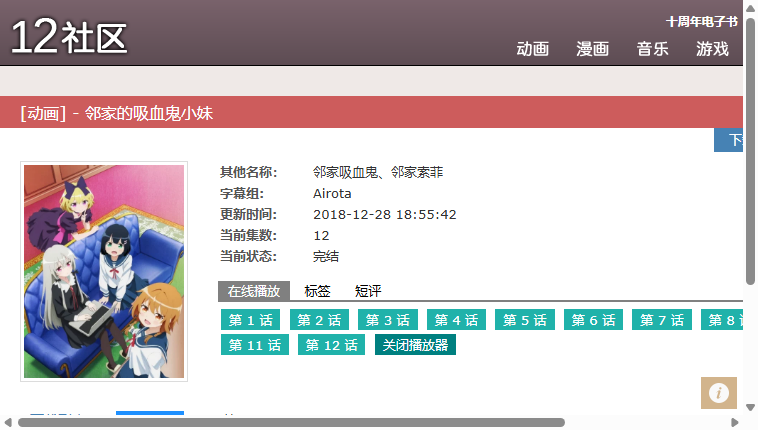 12社区
十周年电子书
动画 漫画 音乐 游戏
[动画] - 邻家的吸血鬼小妹
其他名称: 邻家吸血鬼、邻家索菲
字幕组: Airota
更新时间: 2018-12-28 18:55:42
当前集数: 12
当前状态: 完结
在线播放 标签 短评
第 1 话 第 2 话 第 3 话 第 4 话 第 5 话 第 6 话 第 7 话 第 8
第 11 话 第 12 话 关闭播放器